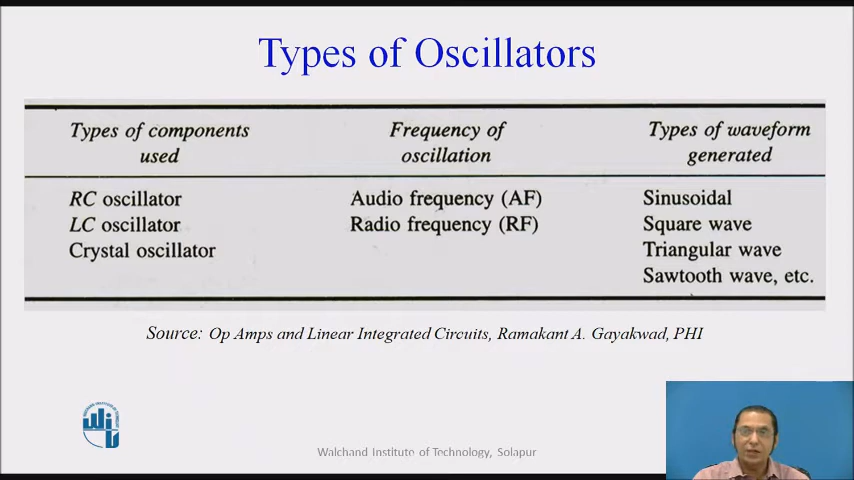 Types of Oscillators
Types of components used
Frequency of oscillation
Types of waveform generated
RC oscillator
Audio frequency (AF)
Sinusoidal
LC oscillator
Radio frequency (RF)
Square wave
Crystal oscillator
Triangular wave
Sawtooth wave, etc.
Source: Op Amps and Linear Integrated Circuits, Ramakant A. Gayakwad, PHI
Walchand Institute of Technology, Solapur